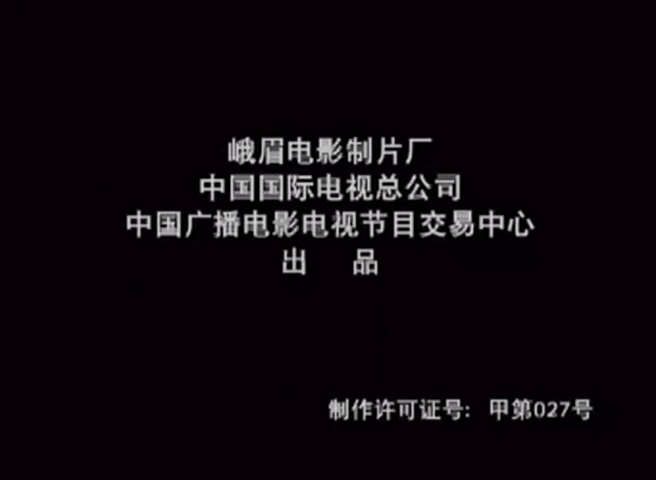 峨眉电影制片厂
中国国际电视总公司
中国广播电影电视节目交易中心
出 品
制作许可证号: 甲第027号